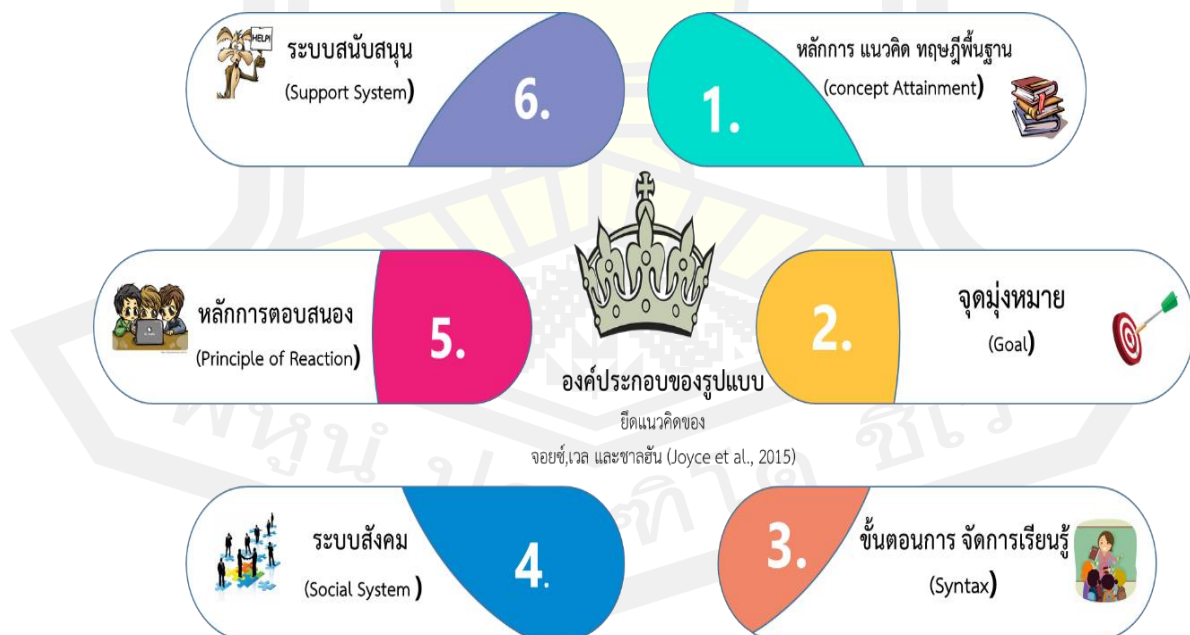 HELP!
ระบบสนับสนุน
(Support System)
6.
1.
หลักการ แนวคิด ทฤษฎีพื้นฐาน
(concept Attainment)
หลักการตอบสนอง
(Principle of Reaction)
5.
2.
จุดมุ่งหมาย
(Goal)
องค์ประกอบของรูปแบบ
ยึดแนวคิดของ
จอยซ์,เวล และชาลฮัน (Joyce et al., 2015)
ระบบสังคม
(Social System )
4.
3.
ขั้นตอนการ จัดการเรียนรู้
(Syntax)
พหูนํ
ชีเว